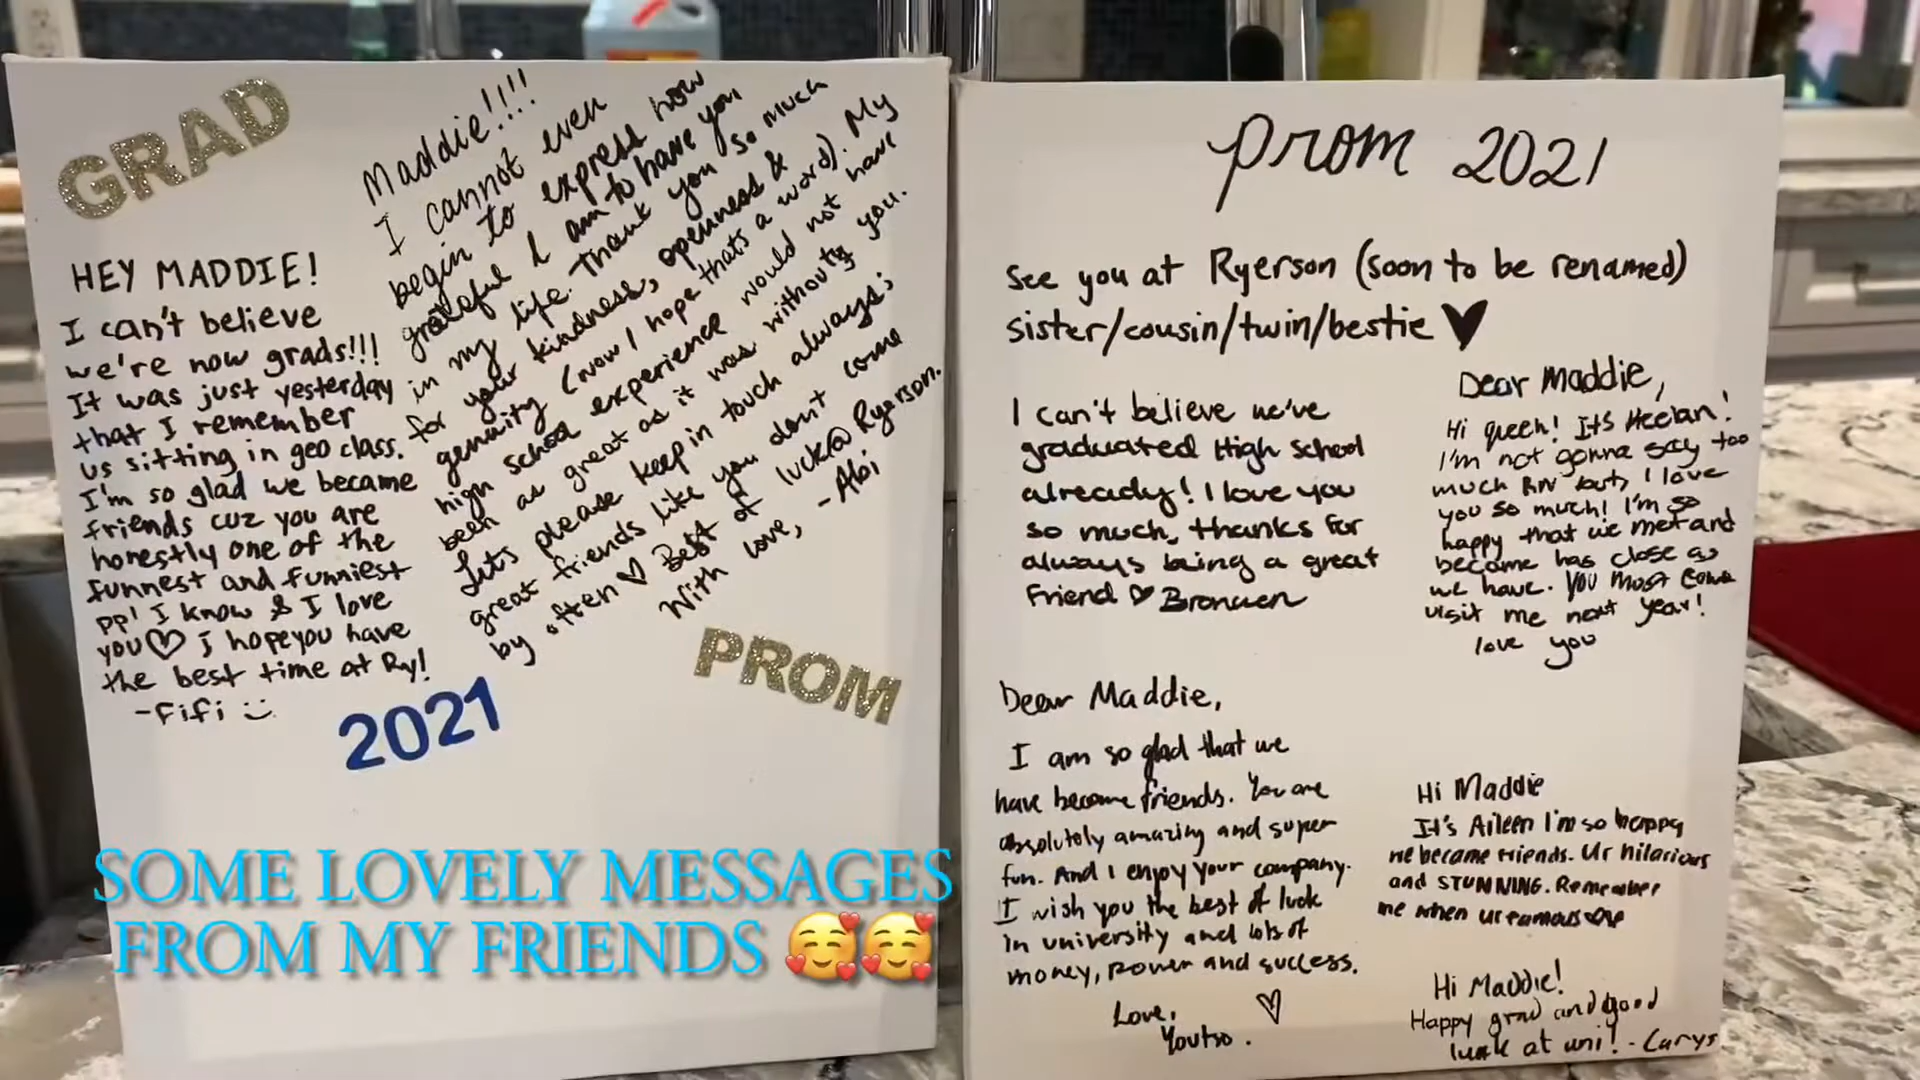 GRAD
HEY MADDIE!
I can't believe
we're now grads!!!
It was just yesterday
that I remember
us sitting in geo class.
I'm so glad we became
friends cuz you are
honestly one of the
funnest and funniest
ppl I know & I love
you♡ I hope you have
the best time at Ry!
-Fifi :)
2021
Maddie!!!!
I cannot even
begin to express how
grateful I am to have you
in my life. Thank you so much
for your kindness, openness &
genuity (wow I hope thats a word). My
high school experience would not have
been as great as it was without you.
Lets please keep in touch always;
great friends like you don't come
by often ♡ Best of luck @ Ryerson.
With love, -Abi
PROM
prom 2021
See you at Ryerson (soon to be renamed)
sister/cousin/twin/bestie ♥
I can't believe we've
graduated High School
already! I love you
so much, thanks for
always being a great
Friend ♡ Bronwen
Dear Maddie,
Hi queen! It's Heelan!
I'm not gonna say too
much RN but, I love
you so much! I'm so
happy that we met and
became has close as
we have. You must come
visit me next year!
love you
Dear Maddie,
I am so glad that we
have become friends. You are
absolutely amazing and super
fun. And I enjoy your company.
I wish you the best of luck
in university and lots of
money, power and success.
Love, ♡
Youtso.
Hi Maddie
It's Aileen I'm so happy
we became friends. Ur hilarious
and STUNNING. Remember
me when ur famous
Hi Maddie!
Happy grad and good
luck at uni! - Carys
SOME LOVELY MESSAGES
FROM MY FRIENDS 🥰🥰